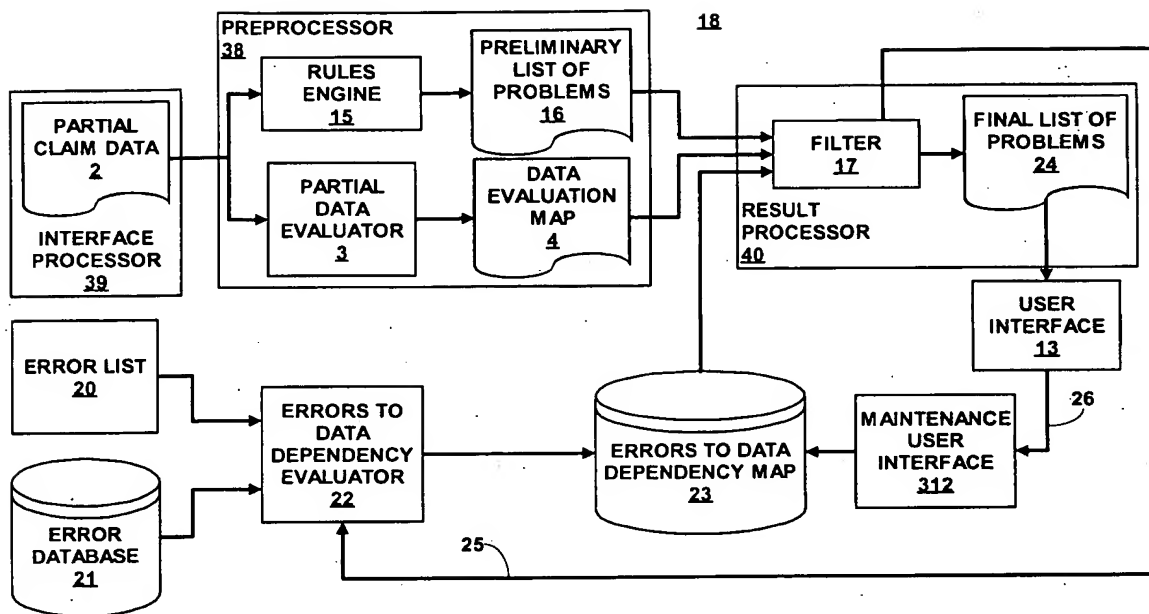 18
PREPROCESSOR
38
RULES
ENGINE
15
PRELIMINARY
LIST OF
PROBLEMS
16
PARTIAL
CLAIM DATA
2
INTERFACE
PROCESSOR
39
PARTIAL
DATA
EVALUATOR
3
DATA
EVALUATION
MAP
4
FILTER
17
FINAL LIST OF
PROBLEMS
24
RESULT
PROCESSOR
40
USER
INTERFACE
13
ERROR LIST
20
ERROR
DATABASE
21
ERRORS TO
DATA
DEPENDENCY
EVALUATOR
22
ERRORS TO DATA
DEPENDENCY MAP
23
MAINTENANCE
USER
INTERFACE
312
26
25